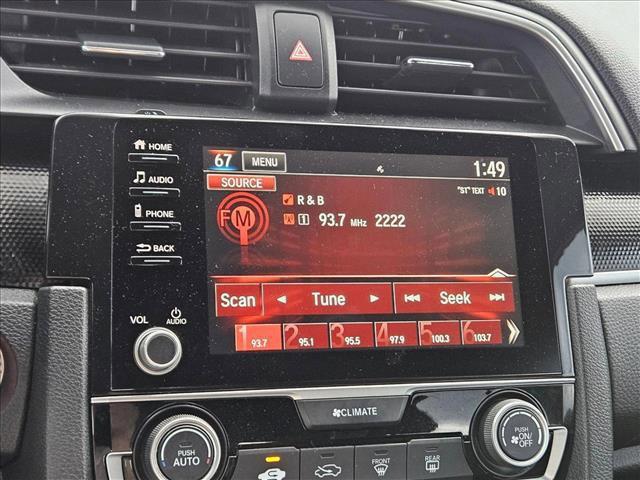 HOME
AUDIO
PHONE
BACK
VOL
AUDIO
67 MENU 1:49
SOURCE
"ST" TEXT 10
FM
R & B
1 93.7 MHz 2222
Scan Tune Seek
1 93.7 2 95.1 3 95.5 4 97.9 5 100.3 6 103.7
CLIMATE
PUSH AUTO
FRONT
REAR
PUSH ON/OFF